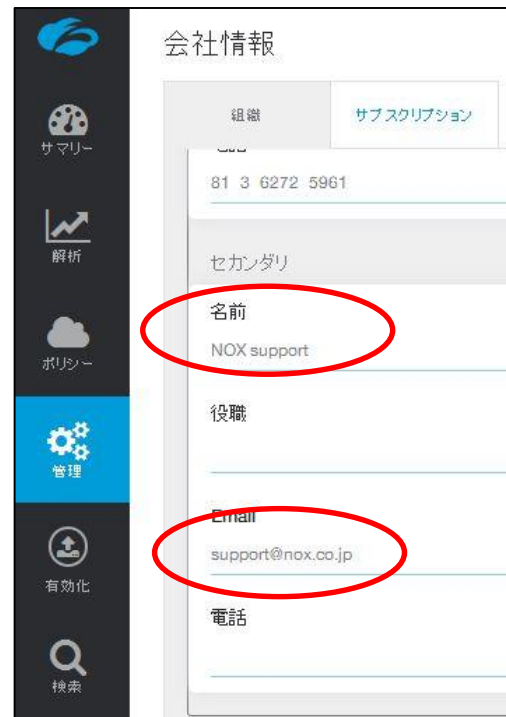 会社情報
サマリー
解析
ポリシー
管理
有効化
検索
組織
サブスクリプション
81 3 6272 5961
セカンダリ
名前
NOX support
役職
Email
support@nox.co.jp
電話